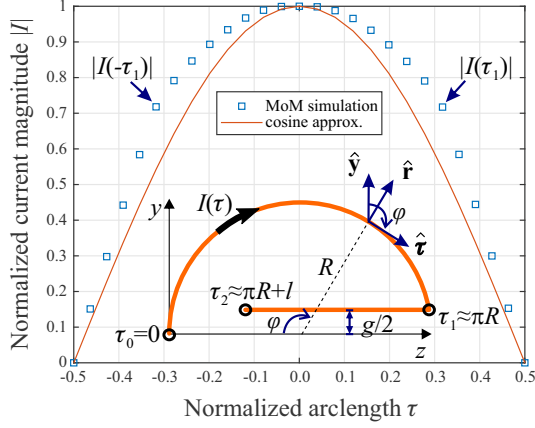 Normalized current magnitude |I|
1
0.9
0.8
0.7
0.6
0.5
0.4
0.3
0.2
0.1
0
|I(-τ₁)|
|I(τ₁)|
MoM simulation
cosine approx.
ŷ
r̂
φ
τ̂
y
I(τ)
R
τ₂≈πR+l
τ₀=0
φ
g/2
τ₁≈πR
z
-0.5 -0.4 -0.3 -0.2 -0.1 0.0 0.1 0.2 0.3 0.4 0.5
Normalized arclength τ